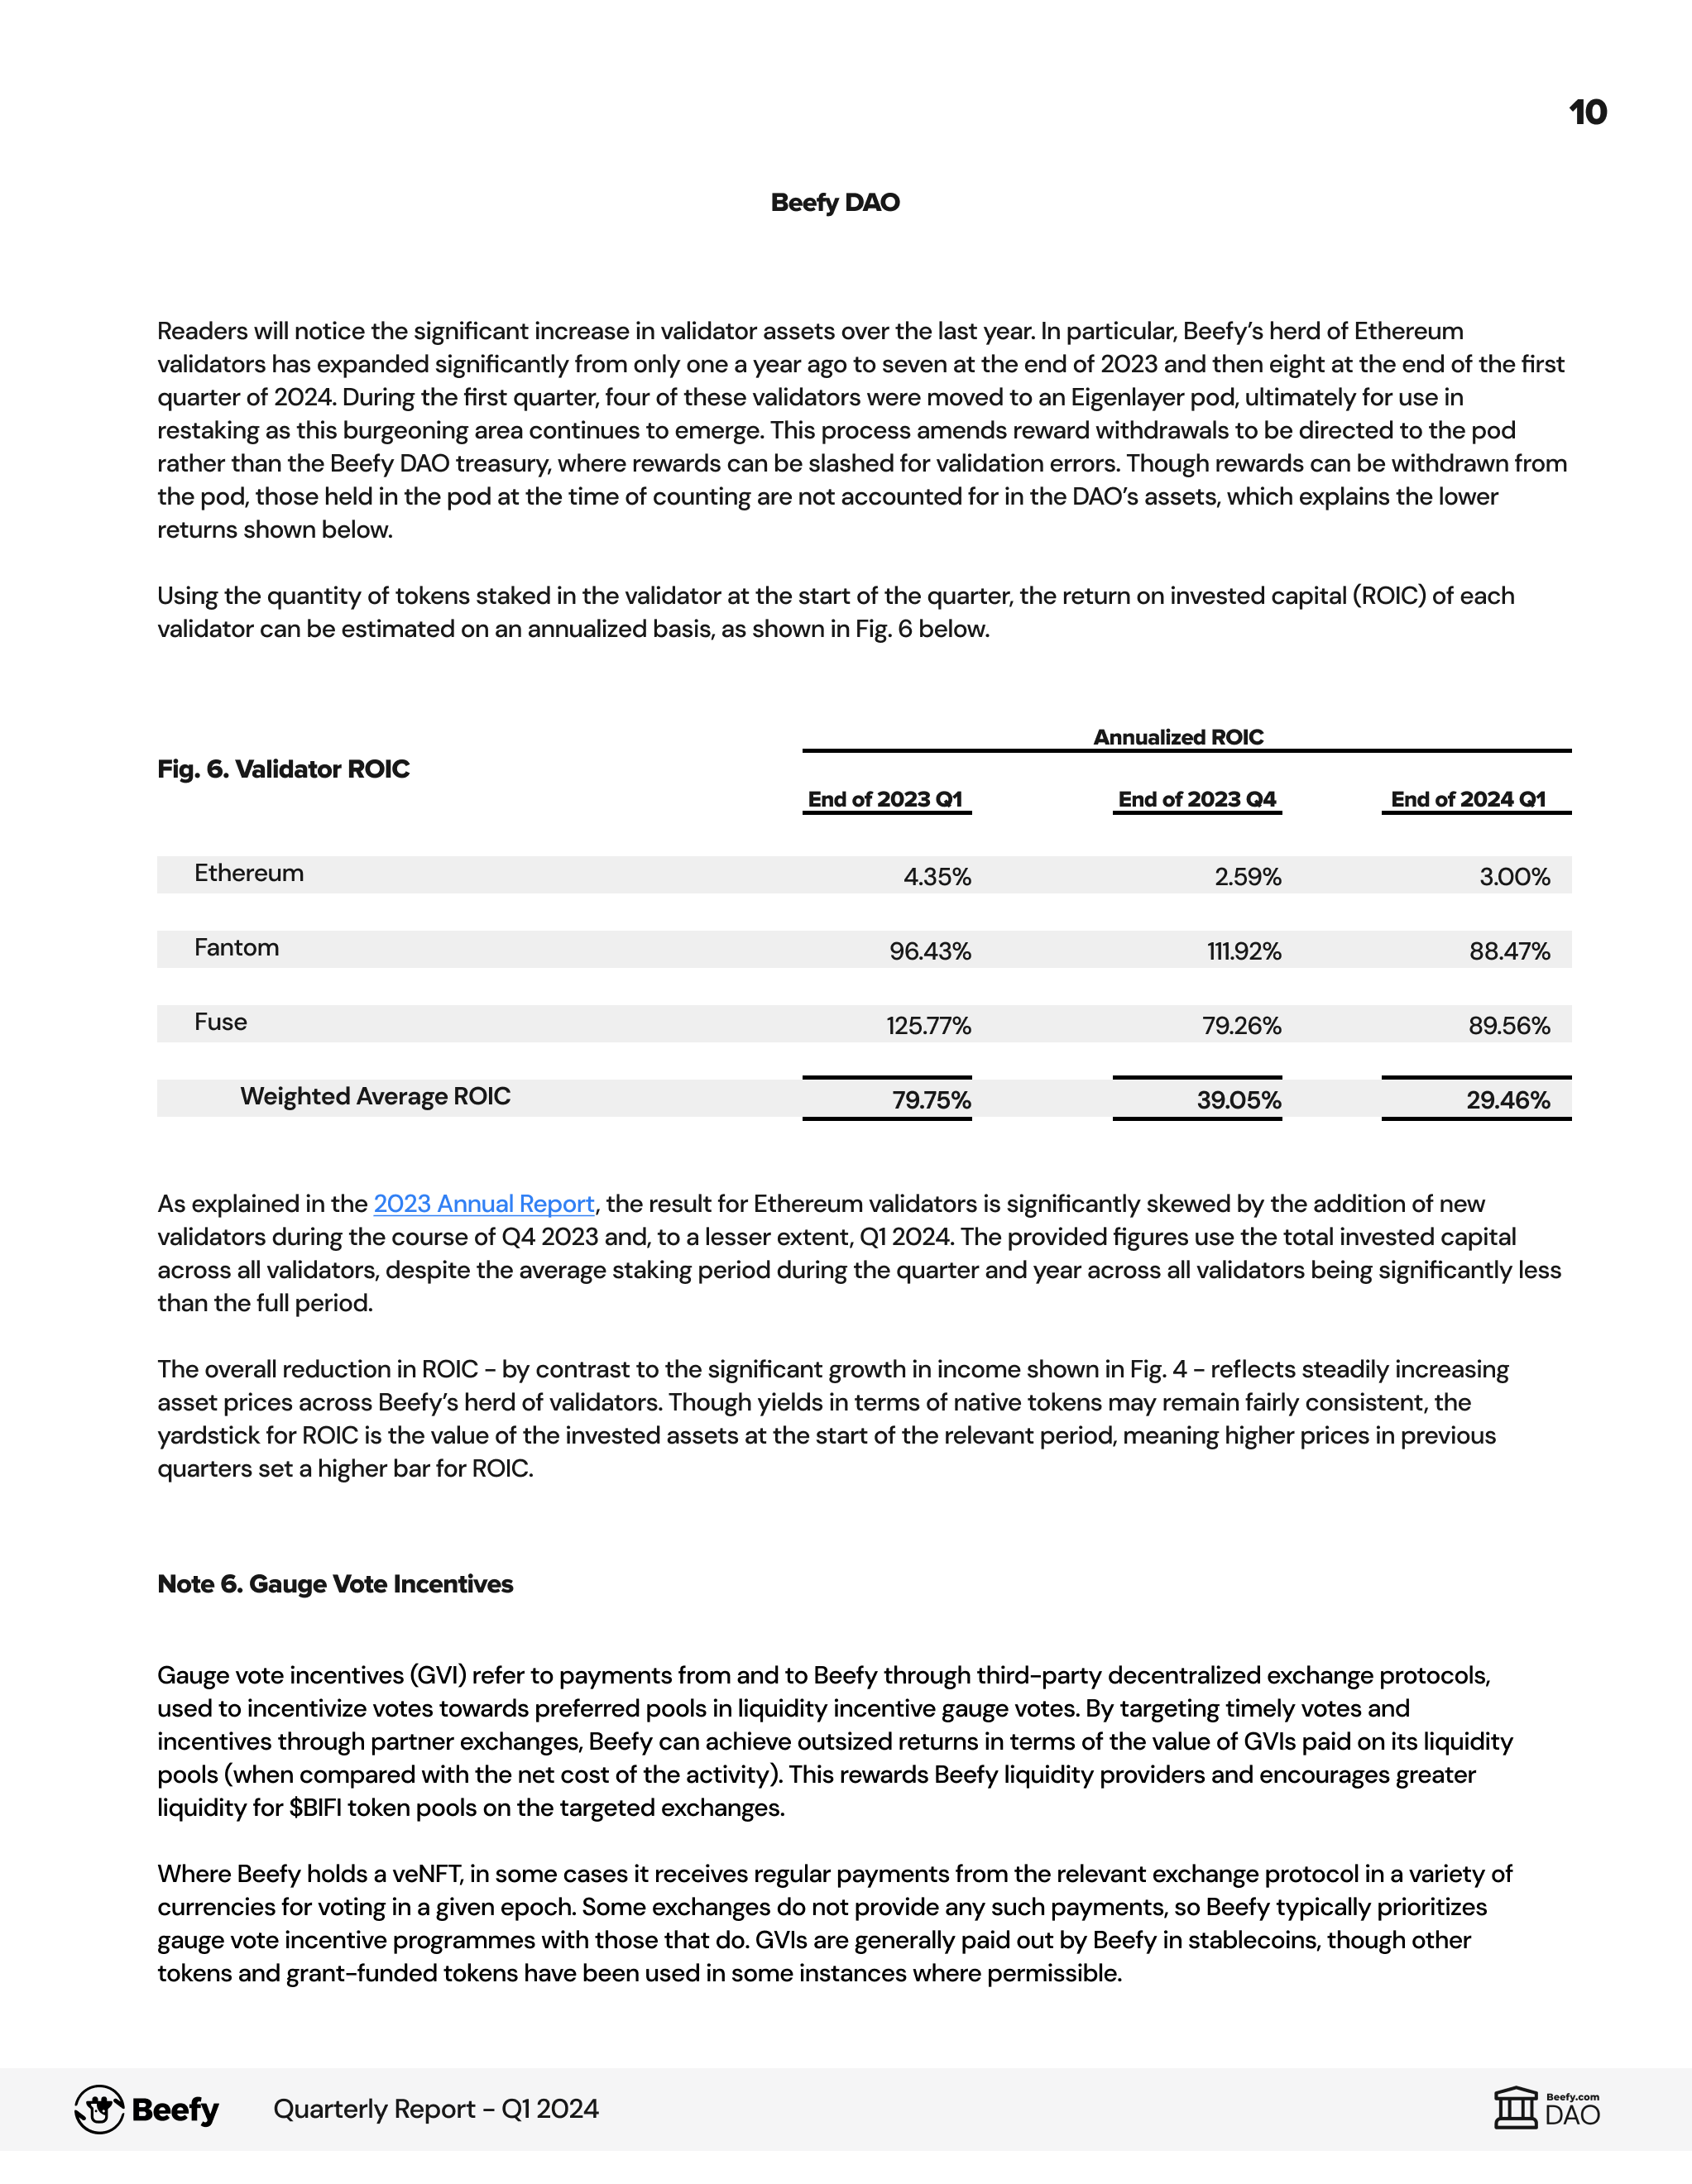 10
Beefy DAO
Readers will notice the significant increase in validator assets over the last year. In particular, Beefy’s herd of Ethereum
validators has expanded significantly from only one a year ago to seven at the end of 2023 and then eight at the end of the first
quarter of 2024. During the first quarter, four of these validators were moved to an Eigenlayer pod, ultimately for use in
restaking as this burgeoning area continues to emerge. This process amends reward withdrawals to be directed to the pod
rather than the Beefy DAO treasury, where rewards can be slashed for validation errors. Though rewards can be withdrawn from
the pod, those held in the pod at the time of counting are not accounted for in the DAO’s assets, which explains the lower
returns shown below.
Using the quantity of tokens staked in the validator at the start of the quarter, the return on invested capital (ROIC) of each
validator can be estimated on an annualized basis, as shown in Fig. 6 below.
Annualized ROIC
Fig. 6. Validator ROIC
End of 2023 Q1 End of 2023 Q4 End of 2024 Q1
Ethereum 4.35% 2.59% 3.00%
Fantom 96.43% 111.92% 88.47%
Fuse 125.77% 79.26% 89.56%
Weighted Average ROIC 79.75% 39.05% 29.46%
As explained in the 2023 Annual Report, the result for Ethereum validators is significantly skewed by the addition of new
validators during the course of Q4 2023 and, to a lesser extent, Q1 2024. The provided figures use the total invested capital
across all validators, despite the average staking period during the quarter and year across all validators being significantly less
than the full period.
The overall reduction in ROIC – by contrast to the significant growth in income shown in Fig. 4 – reflects steadily increasing
asset prices across Beefy’s herd of validators. Though yields in terms of native tokens may remain fairly consistent, the
yardstick for ROIC is the value of the invested assets at the start of the relevant period, meaning higher prices in previous
quarters set a higher bar for ROIC.
Note 6. Gauge Vote Incentives
Gauge vote incentives (GVI) refer to payments from and to Beefy through third-party decentralized exchange protocols,
used to incentivize votes towards preferred pools in liquidity incentive gauge votes. By targeting timely votes and
incentives through partner exchanges, Beefy can achieve outsized returns in terms of the value of GVIs paid on its liquidity
pools (when compared with the net cost of the activity). This rewards Beefy liquidity providers and encourages greater
liquidity for $BIFI token pools on the targeted exchanges.
Where Beefy holds a veNFT, in some cases it receives regular payments from the relevant exchange protocol in a variety of
currencies for voting in a given epoch. Some exchanges do not provide any such payments, so Beefy typically prioritizes
gauge vote incentive programmes with those that do. GVIs are generally paid out by Beefy in stablecoins, though other
tokens and grant-funded tokens have been used in some instances where permissible.
Beefy Quarterly Report – Q1 2024
Beefy.com
DAO